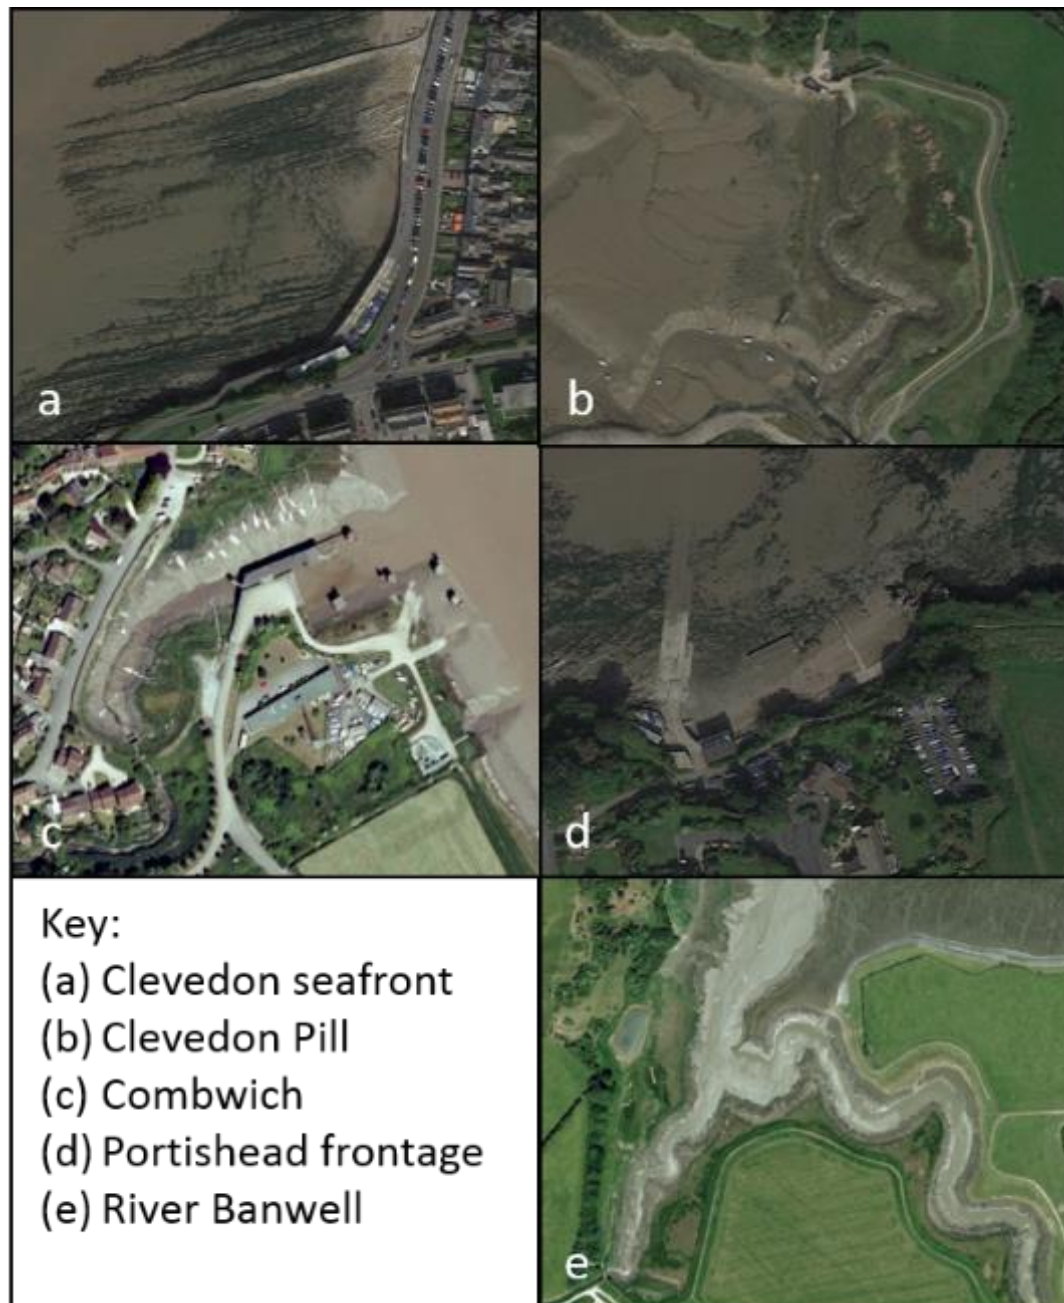 a
b
c
d
Key:
(a) Clevedon seafront
(b) Clevedon Pill
(c) Combwich
(d) Portishead frontage
(e) River Banwell
e